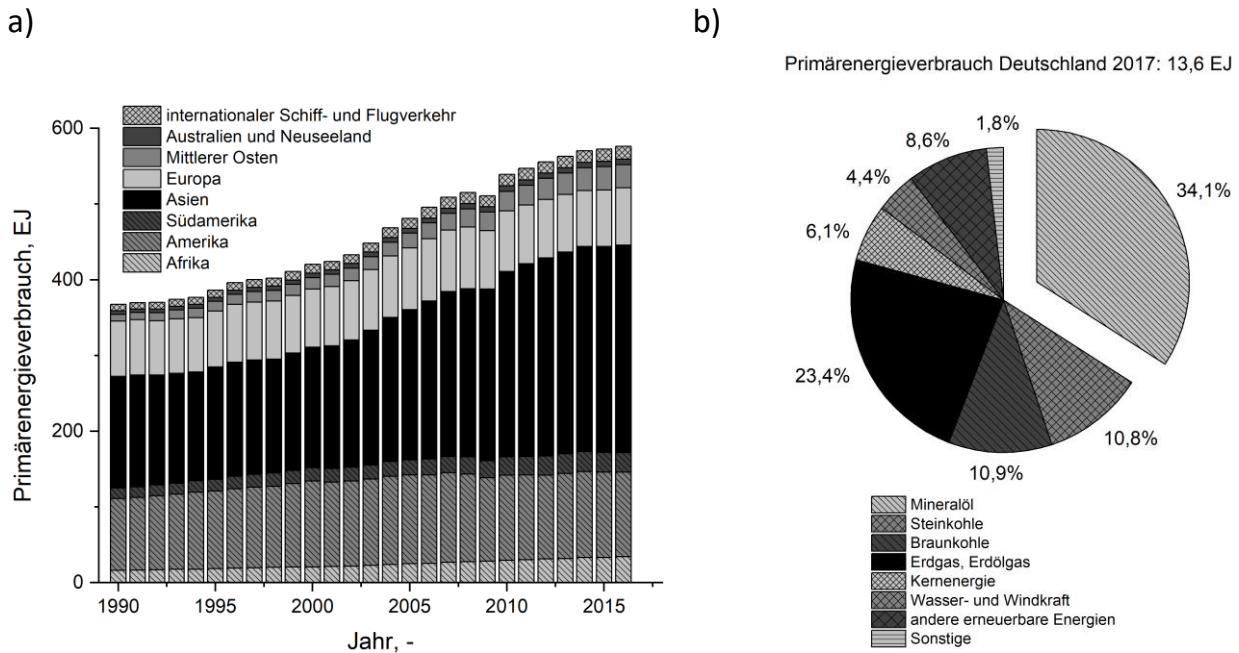 a)
internationaler Schiff- und Flugverkehr
Australien und Neuseeland
Mittlerer Osten
Europa
Asien
Südamerika
Amerika
Afrika
Primärenergieverbrauch, EJ
600
400
200
0
1990
1995
2000
2005
2010
2015
Jahr, -
b)
Primärenergieverbrauch Deutschland 2017: 13,6 EJ
1,8%
8,6%
4,4%
6,1%
34,1%
23,4%
10,9%
10,8%
Mineralöl
Steinkohle
Braunkohle
Erdgas, Erdölgas
Kernenergie
Wasser- und Windkraft
andere erneuerbare Energien
Sonstige